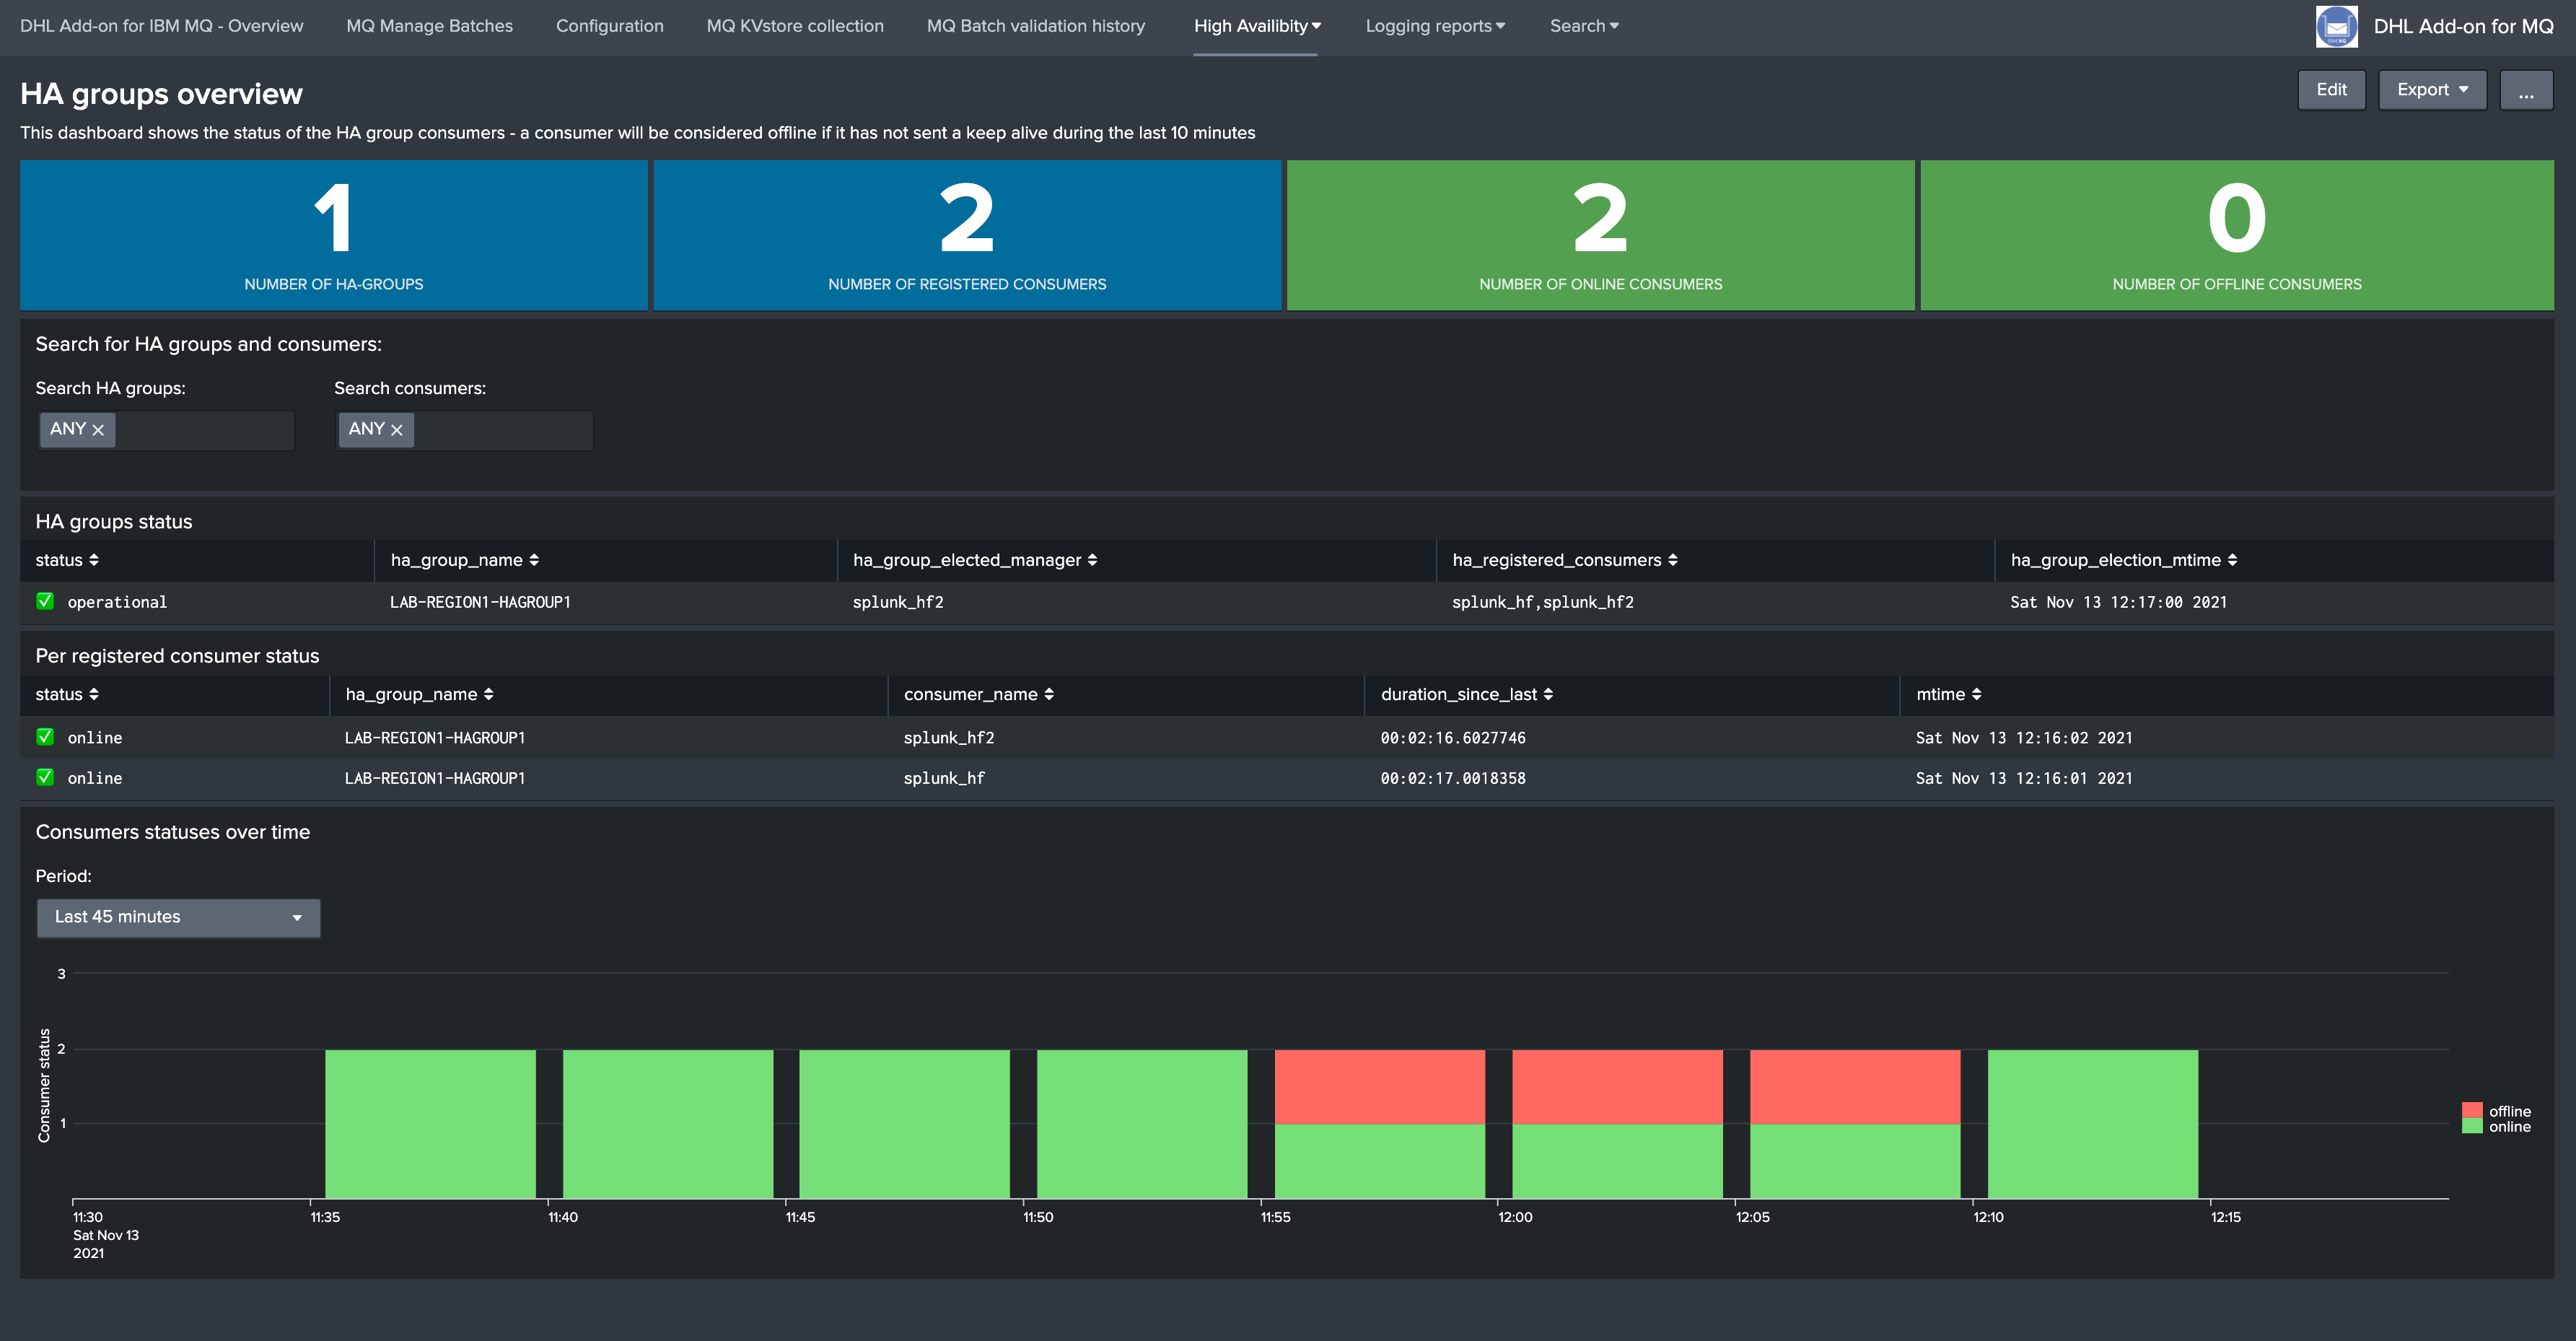 DHL Add-on for IBM MQ - Overview MQ Manage Batches Configuration MQ KVstore collection MQ Batch validation history High Availibity Logging reports Search IBM MQ DHL Add-on for MQ
HA groups overview Edit Export ...
This dashboard shows the status of the HA group consumers - a consumer will be considered offline if it has not sent a keep alive during the last 10 minutes
1 2 2 0
NUMBER OF HA-GROUPS NUMBER OF REGISTERED CONSUMERS NUMBER OF ONLINE CONSUMERS NUMBER OF OFFLINE CONSUMERS
Search for HA groups and consumers:
Search HA groups: Search consumers:
ANY ANY
HA groups status
status ha_group_name ha_group_elected_manager ha_registered_consumers ha_group_election_mtime
operational LAB-REGION1-HAGROUP1 splunk_hf2 splunk_hf,splunk_hf2 Sat Nov 13 12:17:00 2021
Per registered consumer status
status ha_group_name consumer_name duration_since_last mtime
online LAB-REGION1-HAGROUP1 splunk_hf2 00:02:16.6027746 Sat Nov 13 12:16:02 2021
online LAB-REGION1-HAGROUP1 splunk_hf 00:02:17.0018358 Sat Nov 13 12:16:01 2021
Consumers statuses over time
Period:
Last 45 minutes
3
2
1
Consumer status
offline
online
11:30 11:35 11:40 11:45 11:50 11:55 12:00 12:05 12:10 12:15
Sat Nov 13
2021